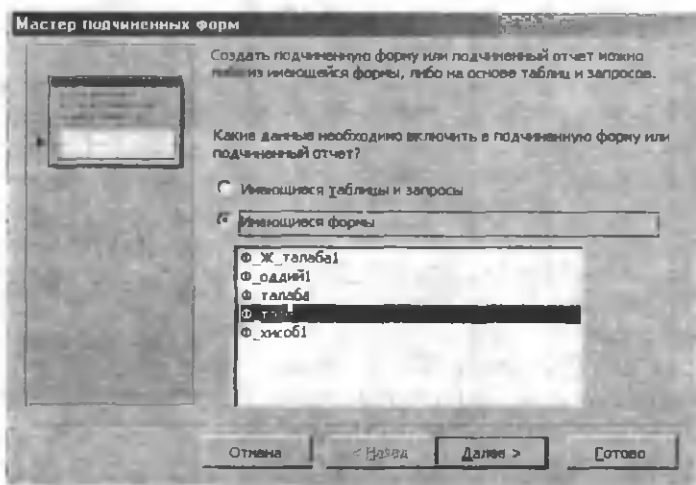 Мастер подчиненных форм
Создать подчиненную форму или подчиненный отчет можно
либо из имеющейся формы, либо на основе таблиц и запросов.
Какие данные необходимо включить в подчиненную форму или
подчиненный отчет?
Имеющиеся таблицы и запросы
Имеющиеся формы
Ф_Ж_талаба1
Ф_оддий1
Ф_талаба
Ф_хисоб1
Отмена
< Назад
Далее >
Готово